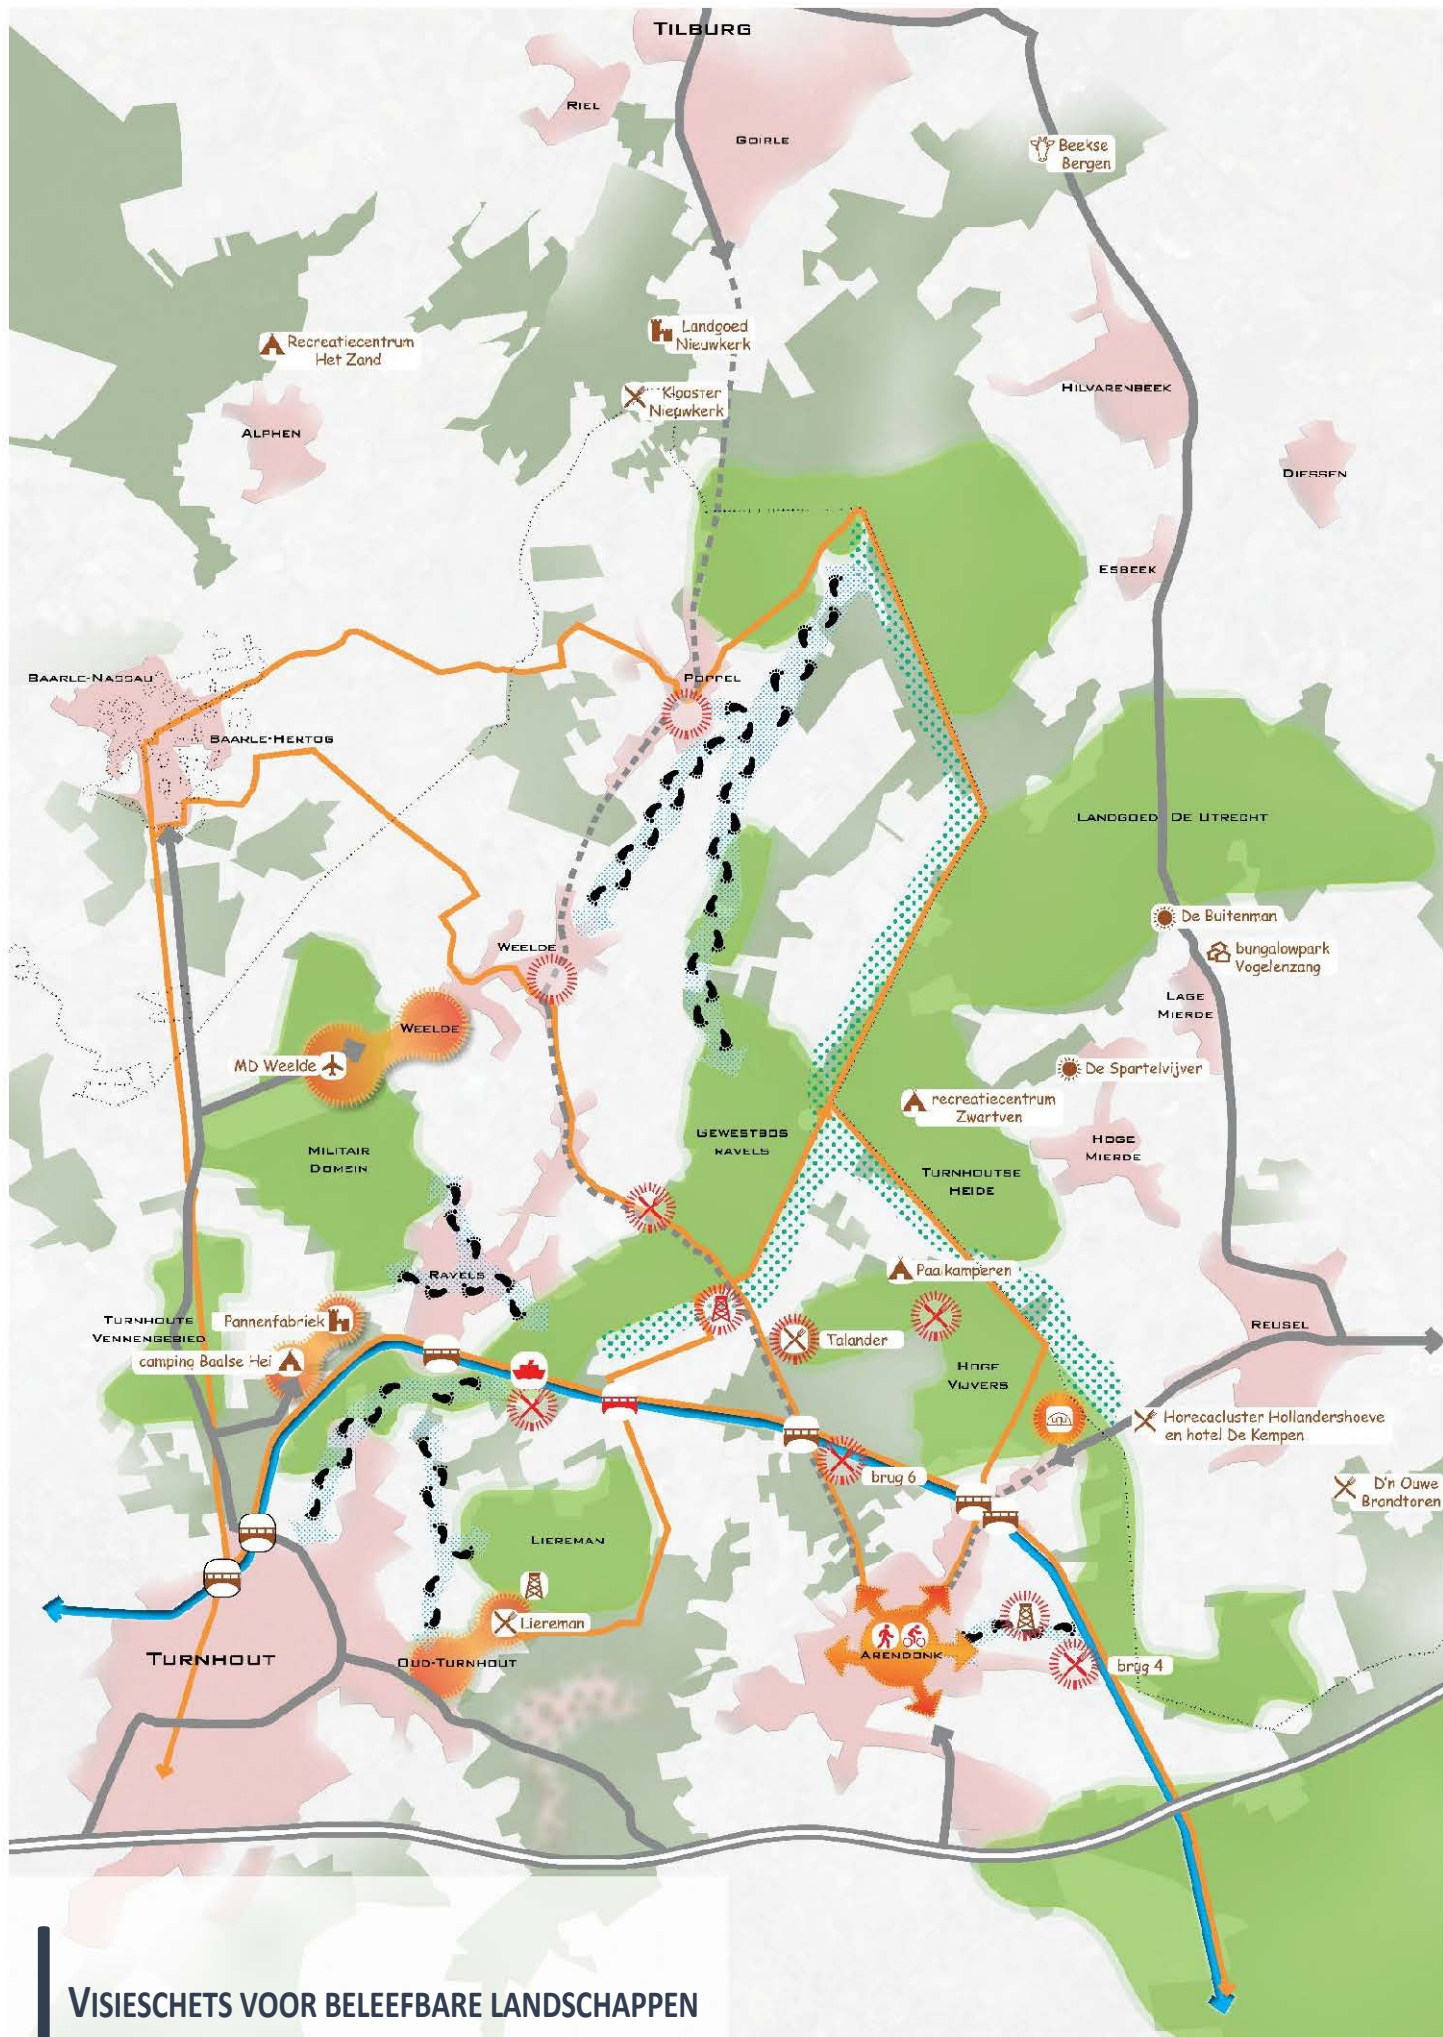 TILBURG
RIEL
GOIRLE
Beekse
Bergen
Landgoed
Nieuwkerk
Recreatiecentrum
Het Zand
Klooster
Nieuwkerk
HILVARENBEEK
ALPHEN
DIESSEN
ESBEEK
BAARLE-NASSAU
POPPEL
BAARLE-HERTOG
LANDGOED DE UTRECHT
De Buitenman
WEELDE
bungalowpark
Vogelenzang
LAGE
MIERDE
WEELDE
MD Weelde
De Spartelvijver
recreatiecentrum
Zwartven
GEWESTBOS
RAVELS
HOGE
MIERDE
MILITAIR
DOMEIN
TURNHOUTSE
HEIDE
RAVELS
Paalkamperen
TURNHOUTE
VENNENGEBIED
Pannenfabriek
REUSEL
Talander
camping Baalse Hei
HOGE
VIJVERS
Horecacluster Hollandershoeve
en hotel De Kempen
brug 6
D'n Ouwe
Brandtoren
LIEREMAN
Liereman
TURNHOUT
OUD-TURNHOUT
ARENDONK
brug 4
VISIESCHETS VOOR BELEEFBARE LANDSCHAPPEN